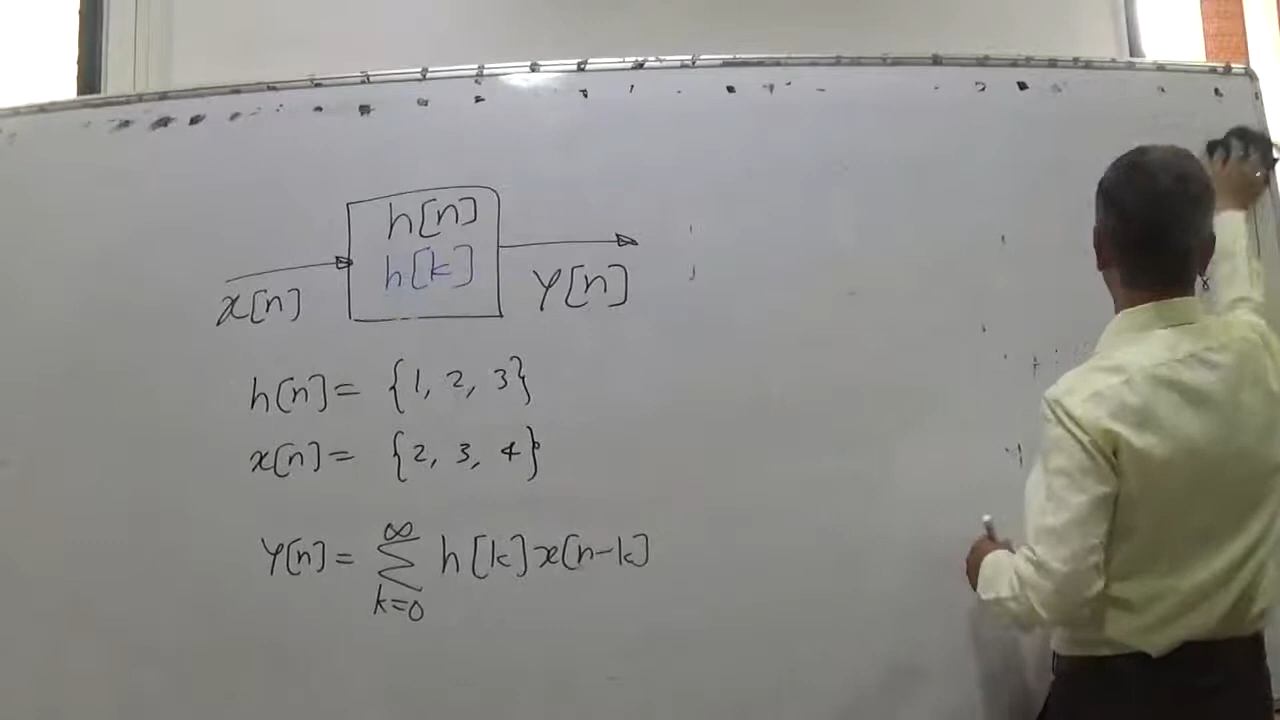 h[n]
h[k]
x[n]
y[n]
h[n] = {1, 2, 3}
x[n] = {2, 3, 4}
y[n] = ∞ Σ k=0 h[k] x[n-k]